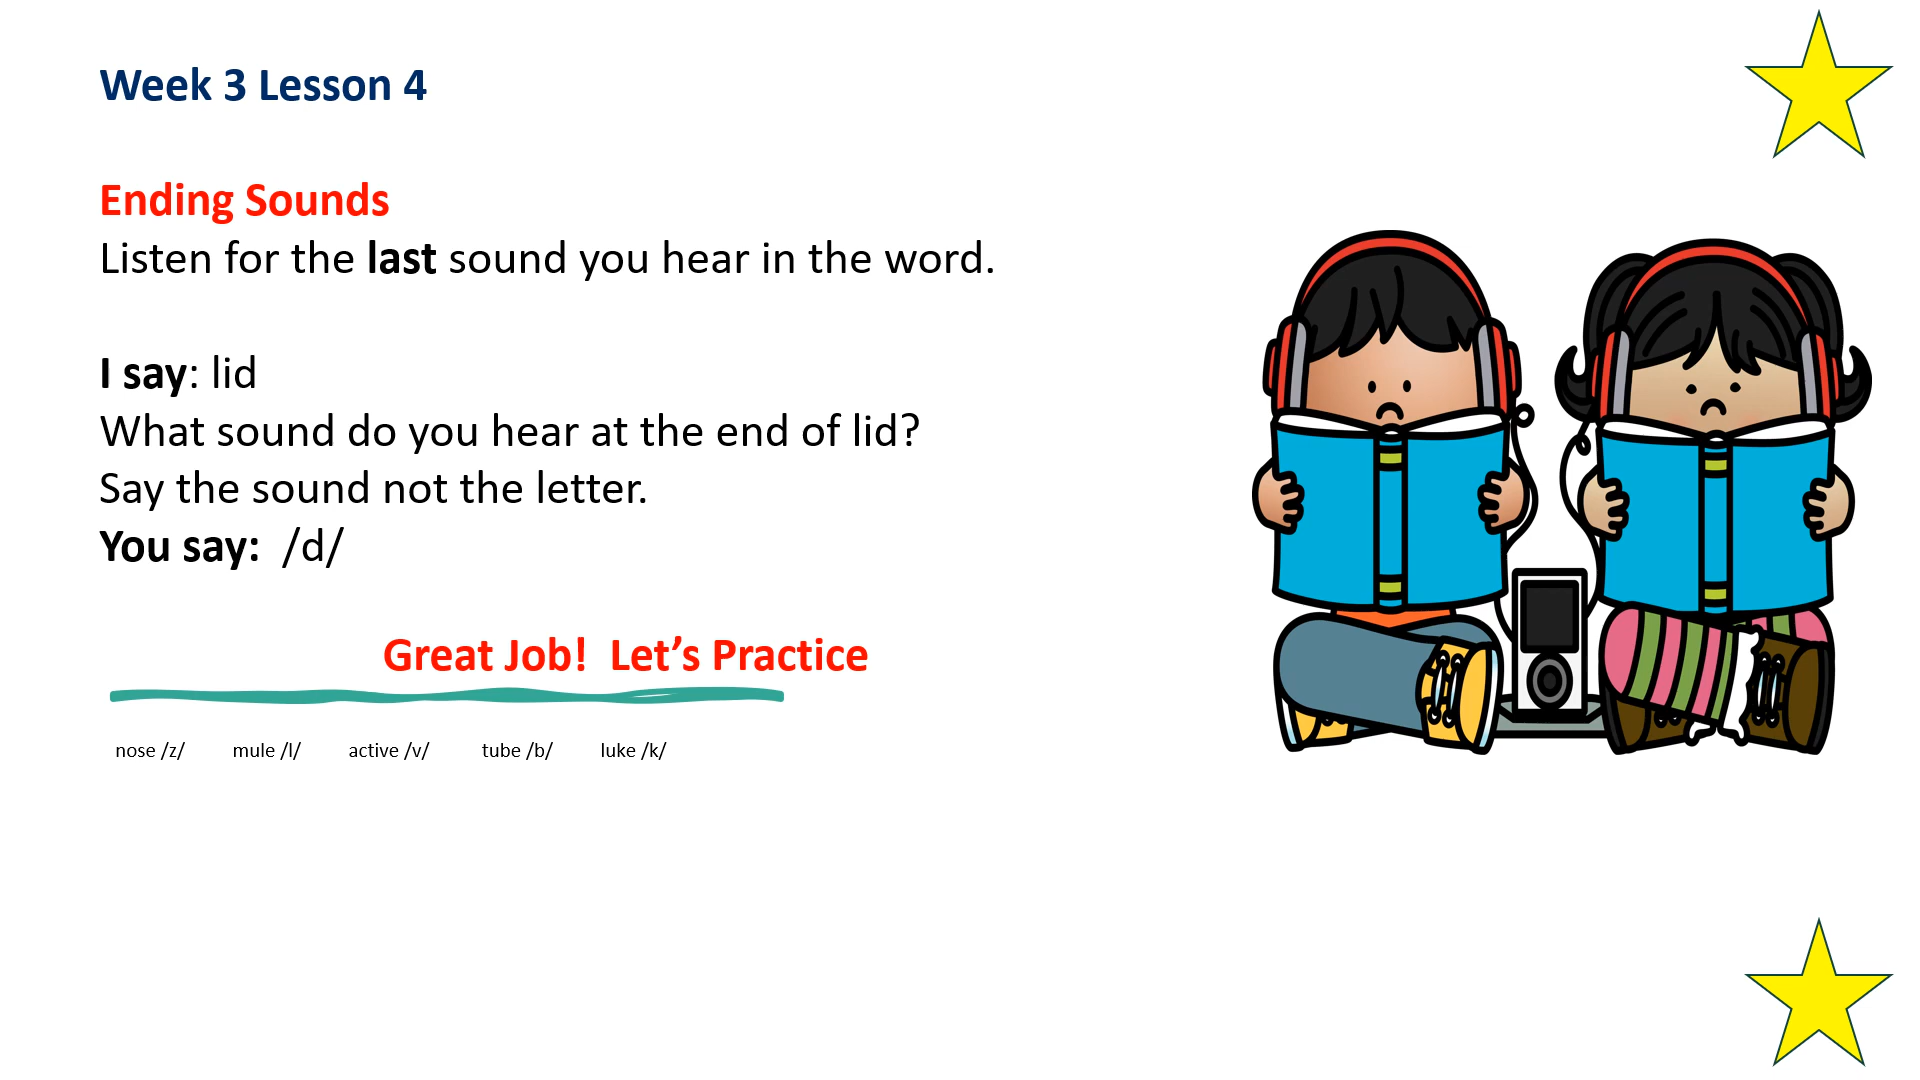 Week 3 Lesson 4
Ending Sounds
Listen for the last sound you hear in the word.
I say: lid
What sound do you hear at the end of lid?
Say the sound not the letter.
You say:  /d/
Great Job!  Let’s Practice
nose /z/ mule /l/ active /v/ tube /b/ luke /k/